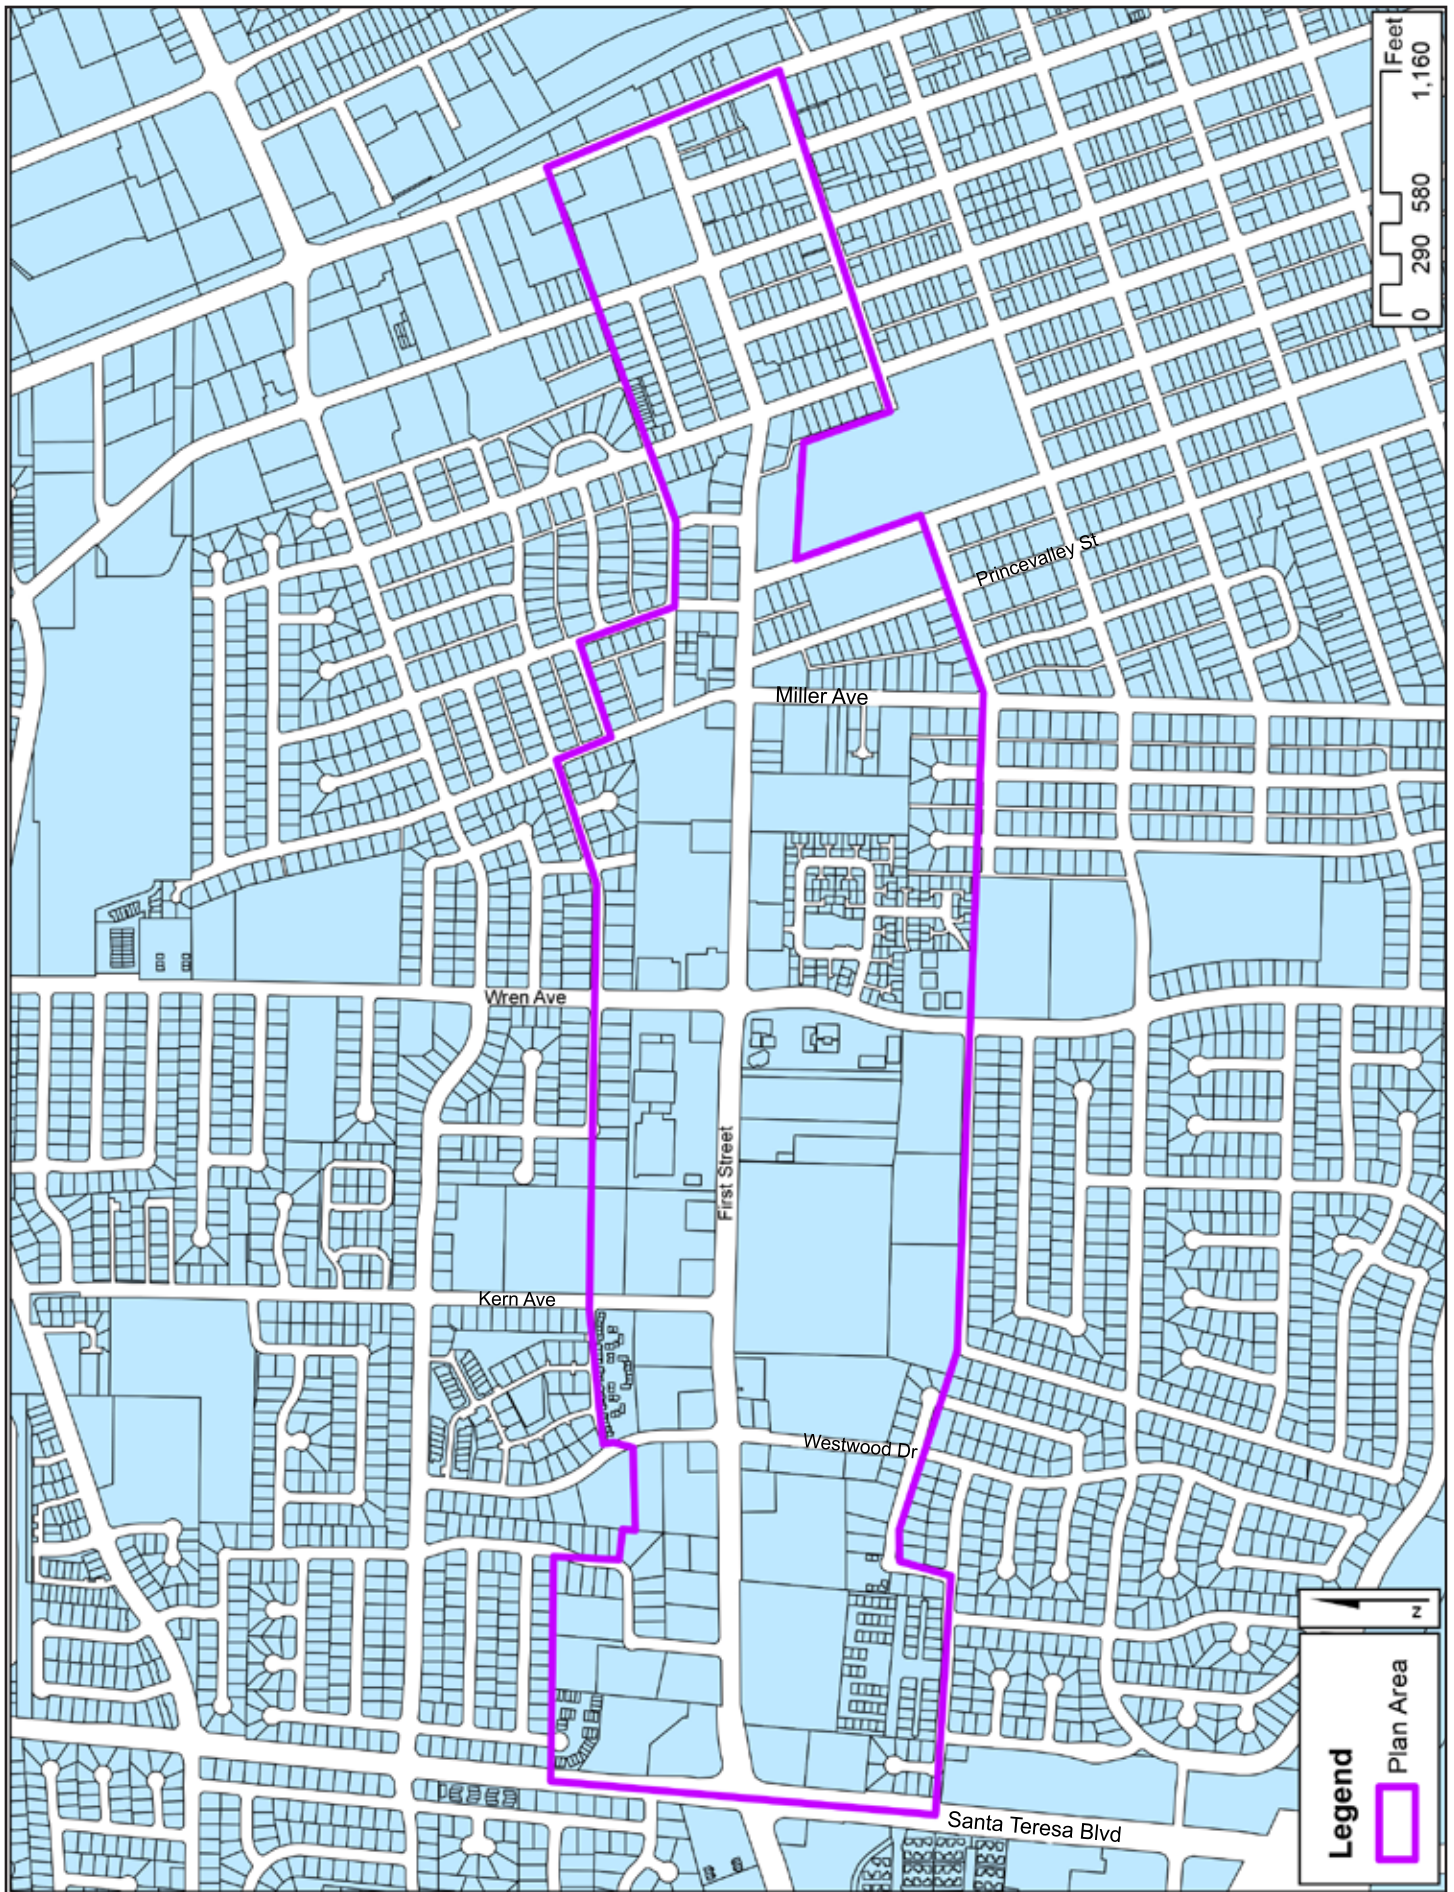 Feet
0 290 580 1,160
Princevalley St
Miller Ave
Wren Ave
First Street
Kern Ave
Westwood Dr
Santa Teresa Blvd
N
Legend
Plan Area